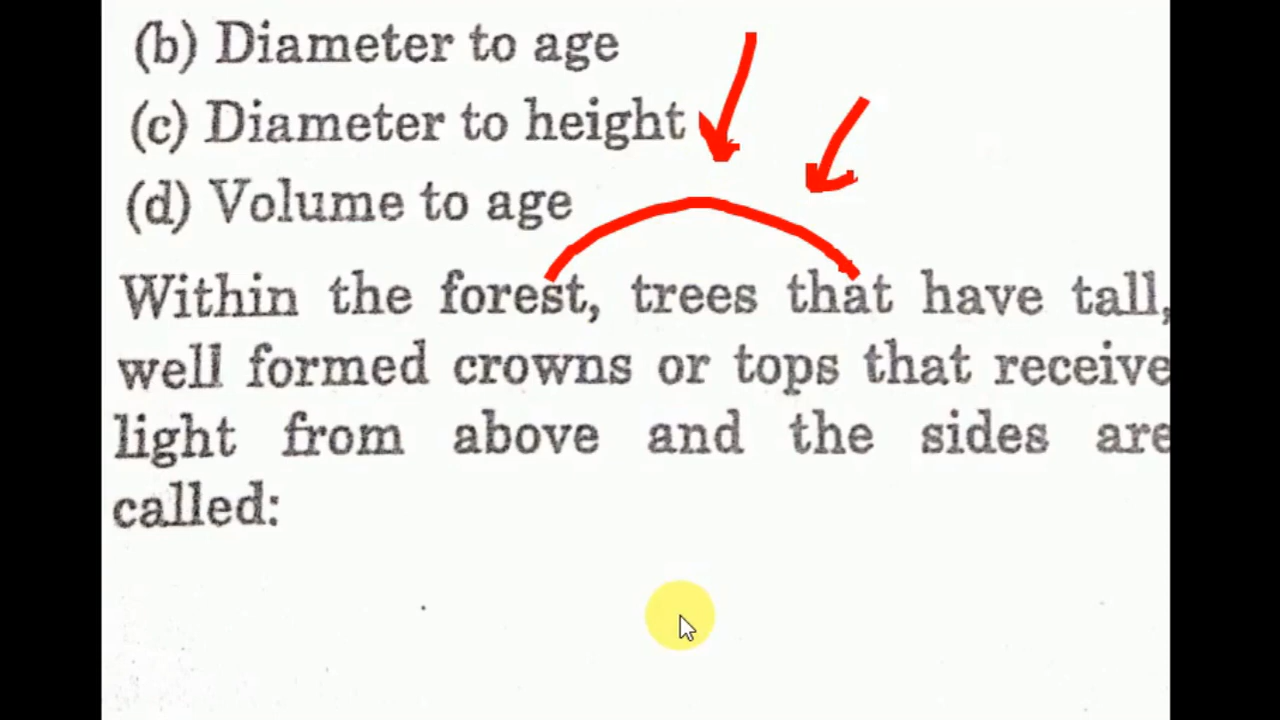 (b) Diameter to age
(c) Diameter to height
(d) Volume to age
Within the forest, trees that have tall,
well formed crowns or tops that receive
light from above and the sides are
called: